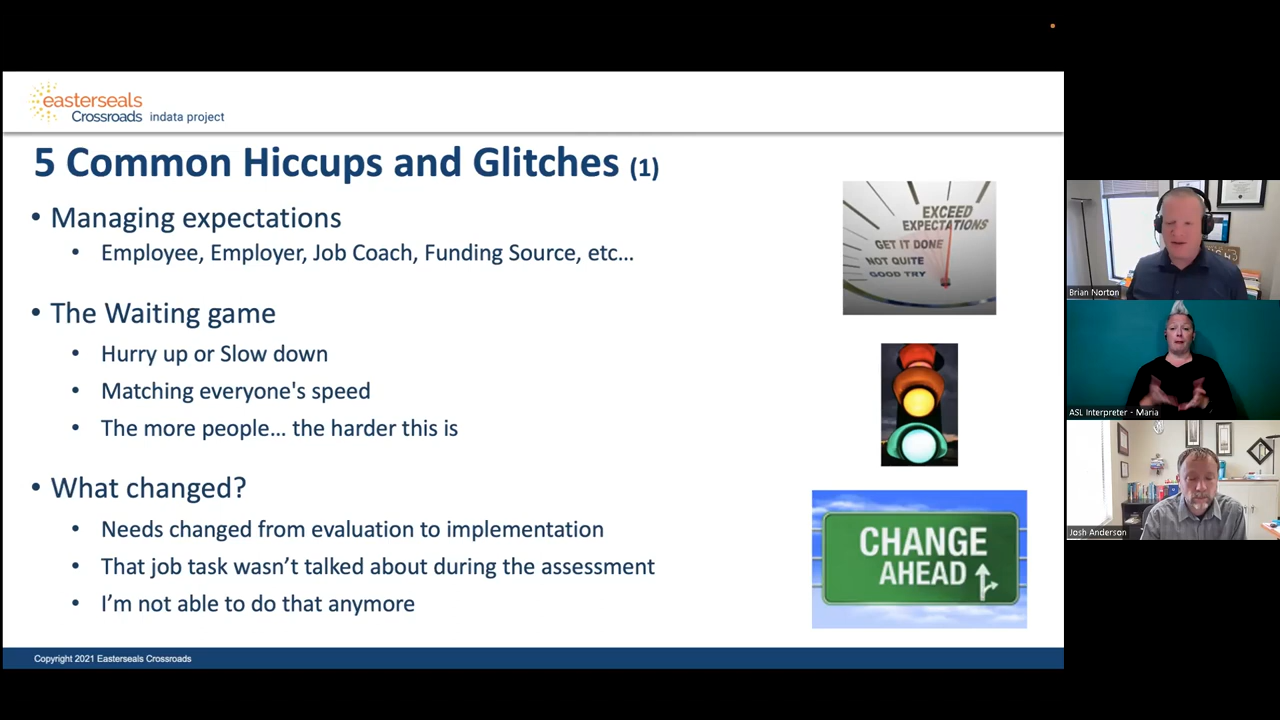 easterseals
Crossroads indata project
5 Common Hiccups and Glitches (1)
• Managing expectations
• Employee, Employer, Job Coach, Funding Source, etc...
• The Waiting game
• Hurry up or Slow down
• Matching everyone's speed
• The more people... the harder this is
• What changed?
• Needs changed from evaluation to implementation
• That job task wasn't talked about during the assessment
• I'm not able to do that anymore
EXCEED
EXPECTATIONS
GET IT DONE
NOT QUITE
GOOD TRY
CHANGE
AHEAD
Copyright 2021 Easterseals Crossroads
Brian Norton
ASL Interpreter - Maria
Josh Anderson